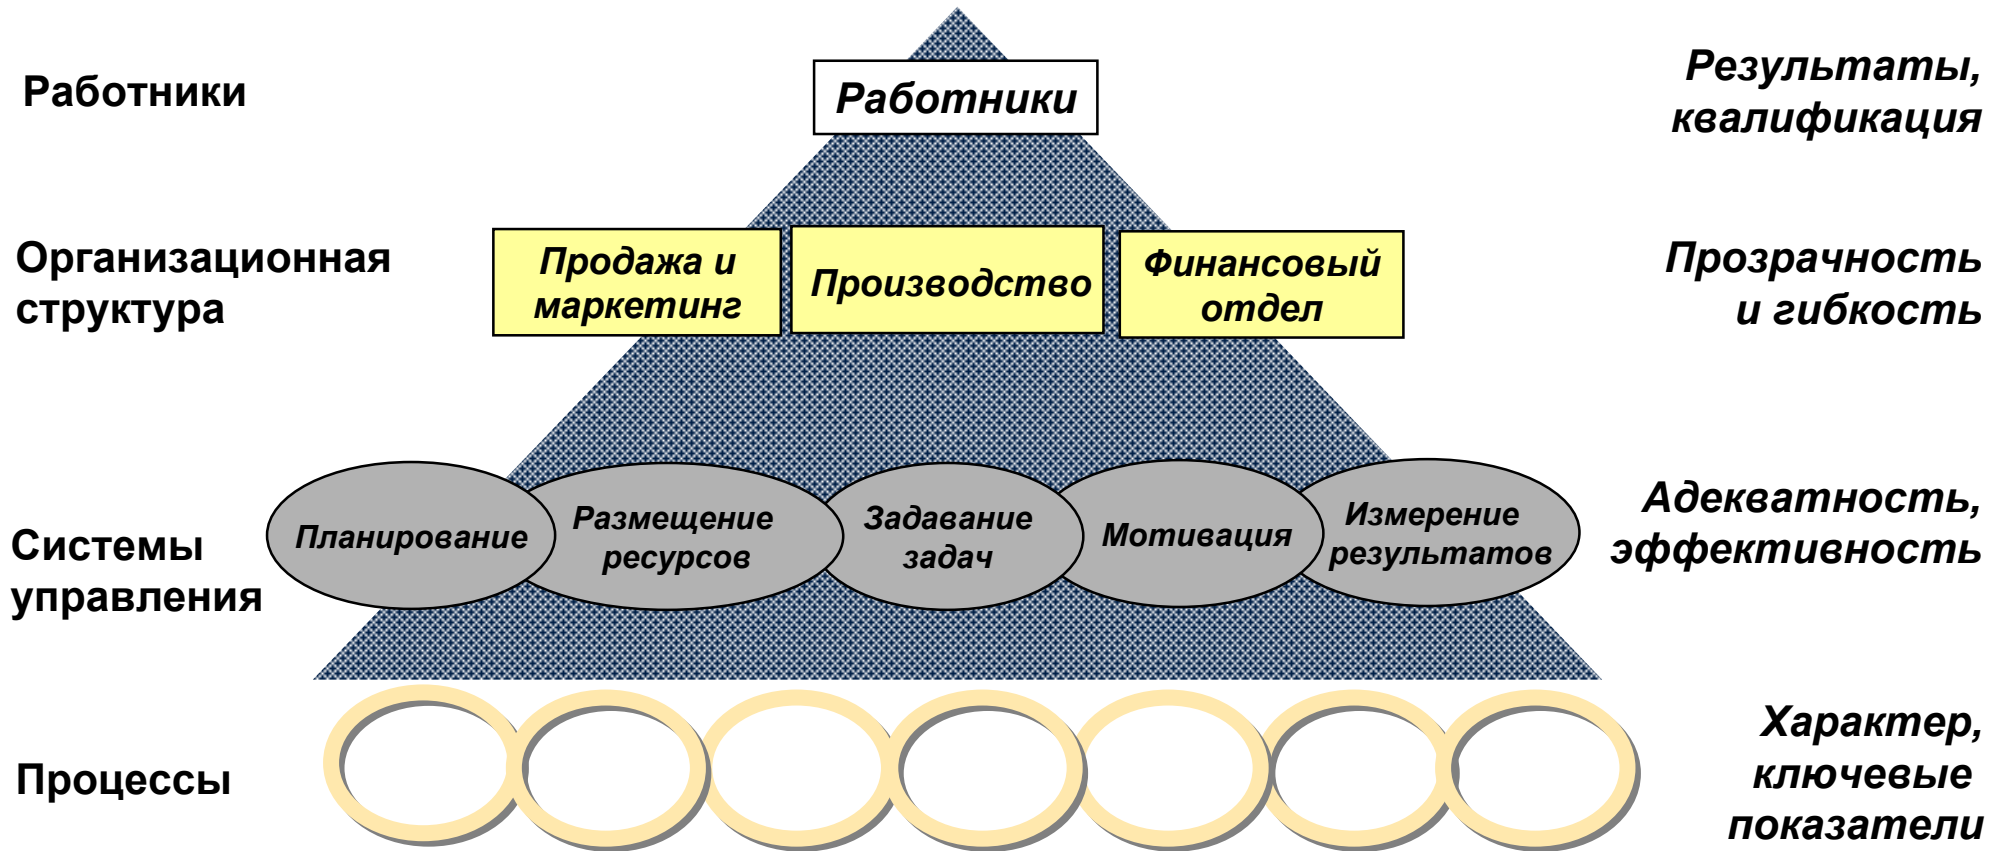 Работники
Работники
Результаты,
квалификация
Организационная
структура
Продажа и
маркетинг
Производство
Финансовый
отдел
Прозрачность
и гибкость
Системы
управления
Планирование
Размещение
ресурсов
Задавание
задач
Мотивация
Измерение
результатов
Адекватность,
эффективность
Процессы
Характер,
ключевые
показатели